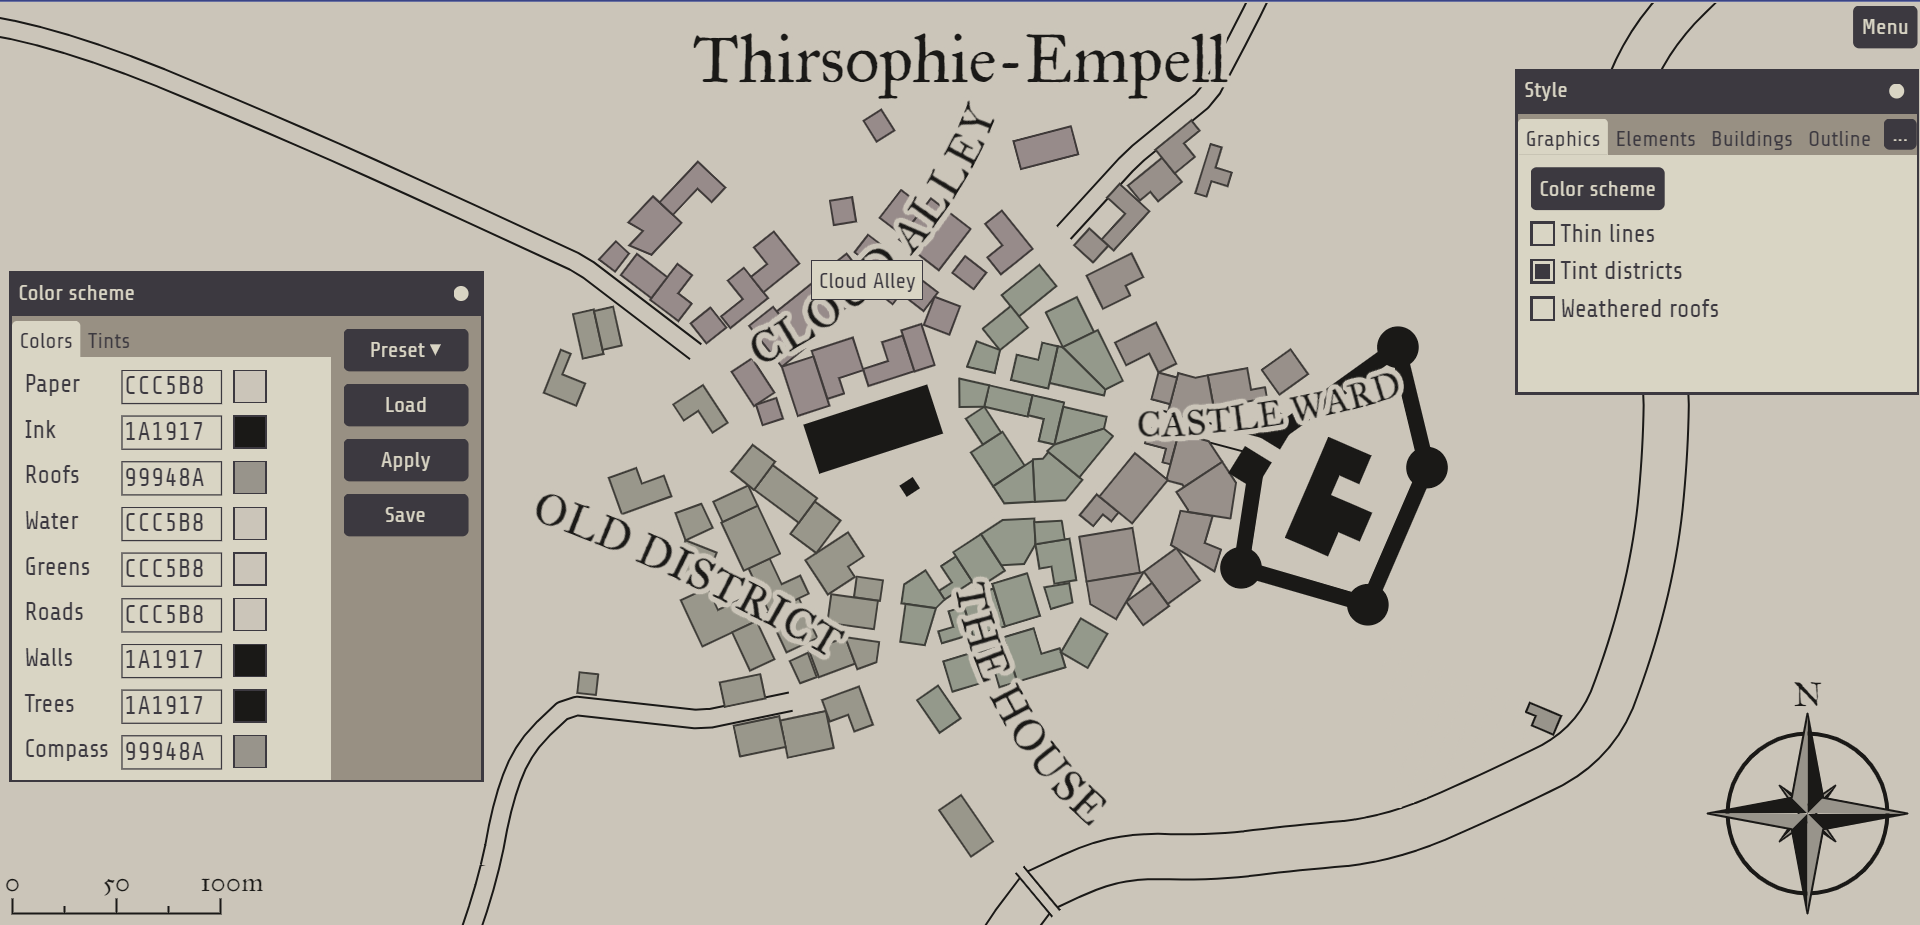 Thirsophie-Empell
Menu
Style
Graphics Elements Buildings Outline ...
Color scheme
Thin lines
Tint districts
Weathered roofs
CLOUD ALLEY
Cloud Alley
CASTLE WARD
OLD DISTRICT
THE HOUSE
Color scheme
Colors Tints
Preset ▼
Load
Apply
Save
Paper CCC5B8
Ink 1A1917
Roofs 99948A
Water CCC5B8
Greens CCC5B8
Roads CCC5B8
Walls 1A1917
Trees 1A1917
Compass 99948A
N
0 50 100m